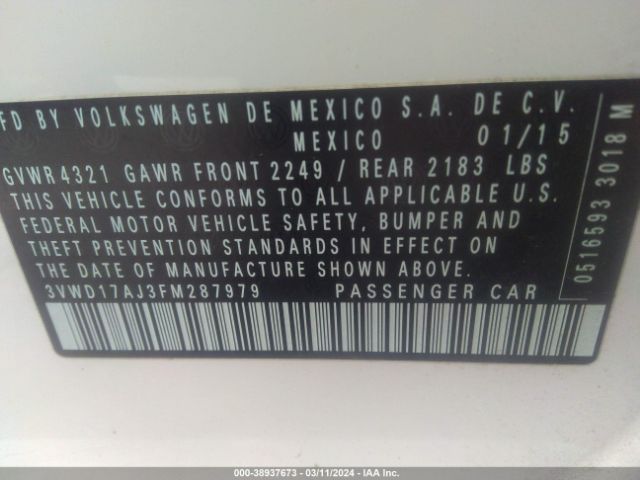 FD BY VOLKSWAGEN DE MEXICO S.A. DE C.V.
MEXICO 01/15
GVWR 4321 GAWR FRONT 2249 / REAR 2183 LBS
THIS VEHICLE CONFORMS TO ALL APPLICABLE U.S.
FEDERAL MOTOR VEHICLE SAFETY, BUMPER AND
THEFT PREVENTION STANDARDS IN EFFECT ON
THE DATE OF MANUFACTURE SHOWN ABOVE.
3VWD17AJ3FM287979 PASSENGER CAR
0516593 3018 M
000-38937673 - 03/11/2024 - IAA Inc.